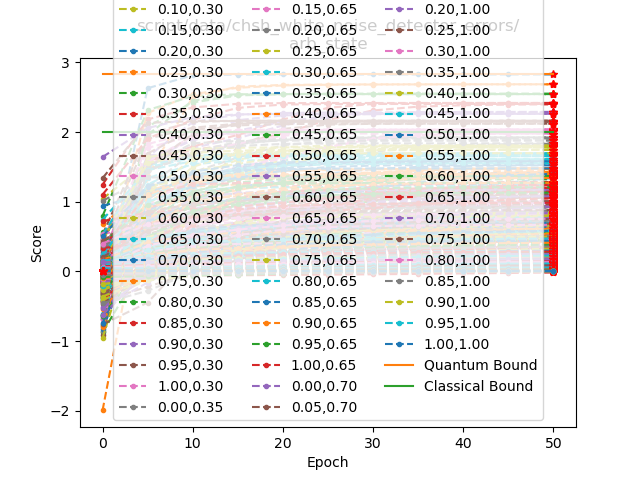 script/data/chsh_white_noise_detector_errors/
arb_state
0.10,0.30 0.15,0.65 0.20,1.00
0.15,0.30 0.20,0.65 0.25,1.00
0.20,0.30 0.25,0.65 0.30,1.00
0.25,0.30 0.30,0.65 0.35,1.00
0.30,0.30 0.35,0.65 0.40,1.00
0.35,0.30 0.40,0.65 0.45,1.00
0.40,0.30 0.45,0.65 0.50,1.00
0.45,0.30 0.50,0.65 0.55,1.00
0.50,0.30 0.55,0.65 0.60,1.00
0.55,0.30 0.60,0.65 0.65,1.00
0.60,0.30 0.65,0.65 0.70,1.00
0.65,0.30 0.70,0.65 0.75,1.00
0.70,0.30 0.75,0.65 0.80,1.00
0.75,0.30 0.80,0.65 0.85,1.00
0.80,0.30 0.85,0.65 0.90,1.00
0.85,0.30 0.90,0.65 0.95,1.00
0.90,0.30 0.95,0.65 1.00,1.00
0.95,0.30 1.00,0.65 Quantum Bound
1.00,0.30 0.00,0.70 Classical Bound
0.00,0.35 0.05,0.70
3
2
1
0
−1
−2
Score
0 10 20 30 40 50
Epoch